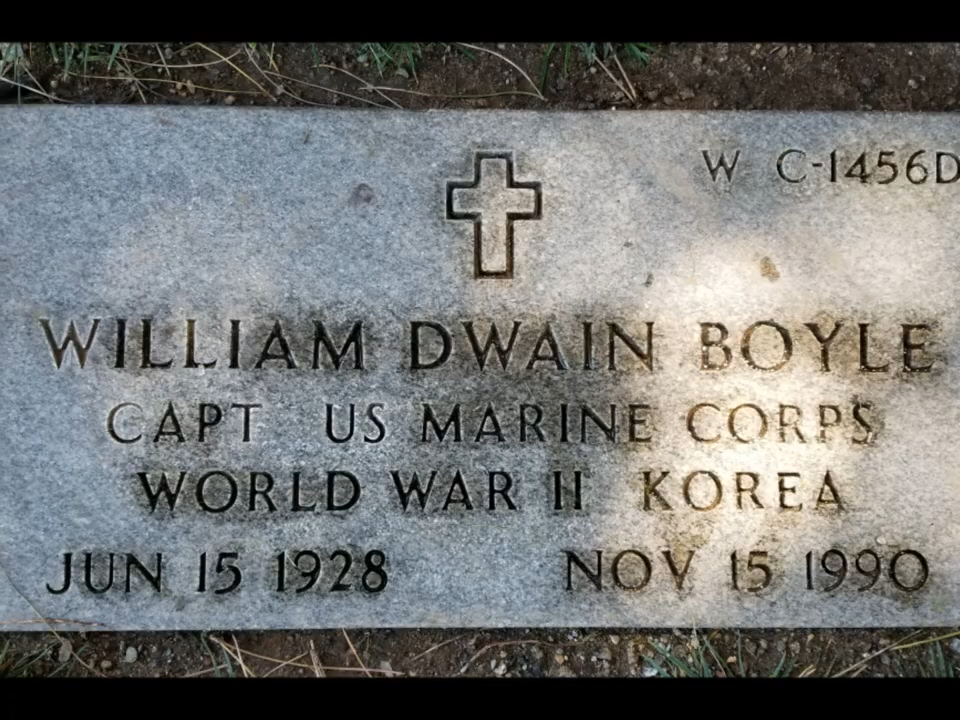 W C-1456D
WILLIAM DWAIN BOYLE
CAPT US MARINE CORPS
WORLD WAR II KOREA
JUN 15 1928 NOV 15 1990